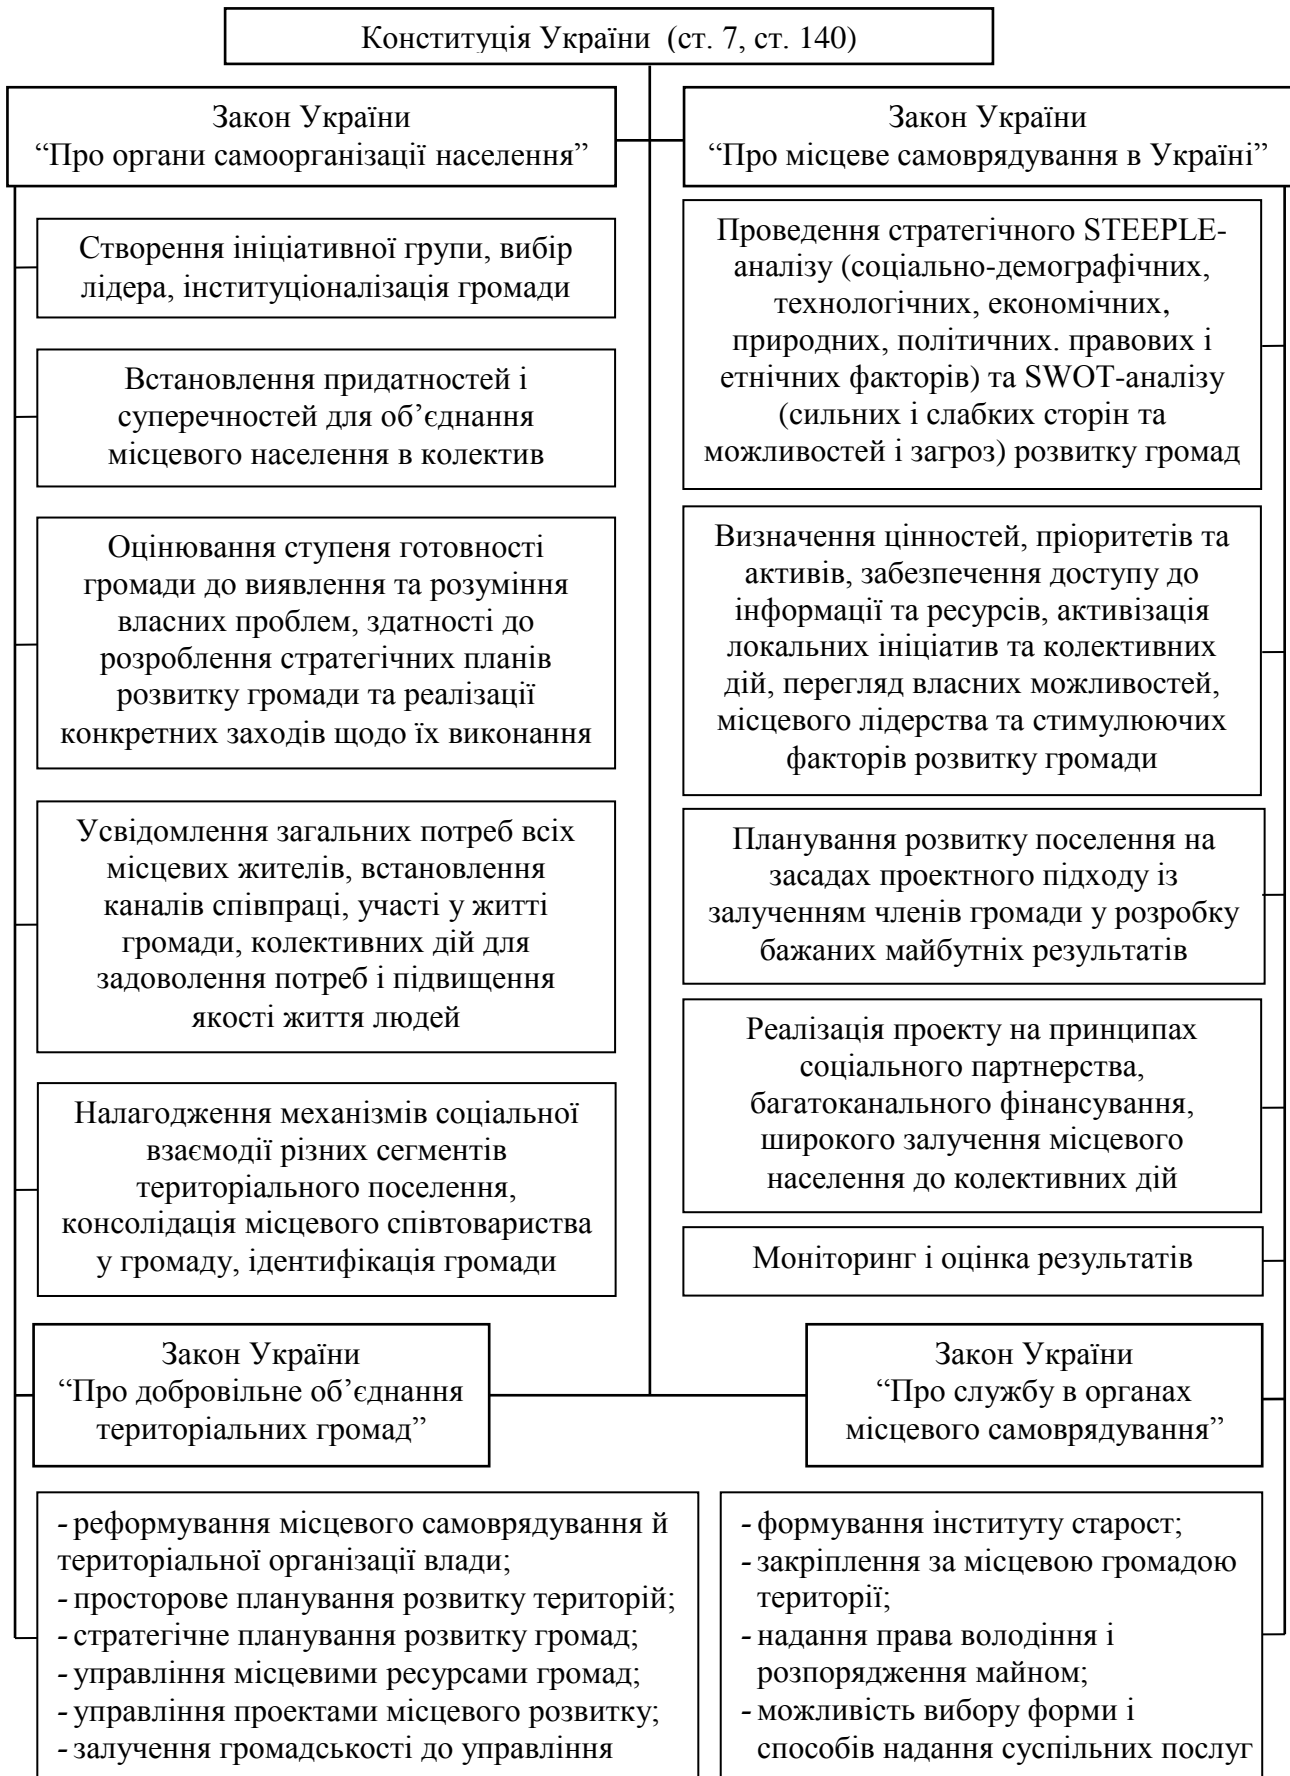 Конституція України (ст. 7, ст. 140)
Закон України
“Про органи самоорганізації населення”
Створення ініціативної групи, вибір
лідера, інституціоналізація громади
Встановлення придатностей і
суперечностей для об’єднання
місцевого населення в колектив
Оцінювання ступеня готовності
громади до виявлення та розуміння
власних проблем, здатності до
розроблення стратегічних планів
розвитку громади та реалізації
конкретних заходів щодо їх виконання
Усвідомлення загальних потреб всіх
місцевих жителів, встановлення
каналів співпраці, участі у житті
громади, колективних дій для
задоволення потреб і підвищення
якості життя людей
Налагодження механізмів соціальної
взаємодії різних сегментів
територіального поселення,
консолідація місцевого співтовариства
у громаду, ідентифікація громади
Закон України
“Про місцеве самоврядування в Україні”
Проведення стратегічного STEEPLE-
аналізу (соціально-демографічних,
технологічних, економічних,
природних, політичних. правових і
етнічних факторів) та SWOT-аналізу
(сильних і слабких сторін та
можливостей і загроз) розвитку громад
Визначення цінностей, пріоритетів та
активів, забезпечення доступу до
інформації та ресурсів, активізація
локальних ініціатив та колективних
дій, перегляд власних можливостей,
місцевого лідерства та стимулюючих
факторів розвитку громади
Планування розвитку поселення на
засадах проектного підходу із
залученням членів громади у розробку
бажаних майбутніх результатів
Реалізація проекту на принципах
соціального партнерства,
багатоканального фінансування,
широкого залучення місцевого
населення до колективних дій
Моніторинг і оцінка результатів
Закон України
“Про добровільне об’єднання
територіальних громад”
- реформування місцевого самоврядування й
територіальної організації влади;
- просторове планування розвитку територій;
- стратегічне планування розвитку громад;
- управління місцевими ресурсами громад;
- управління проектами місцевого розвитку;
- залучення громадськості до управління
Закон України
“Про службу в органах
місцевого самоврядування”
- формування інституту старост;
- закріплення за місцевою громадою
території;
- надання права володіння і
розпорядження майном;
- можливість вибору форми і
способів надання суспільних послуг